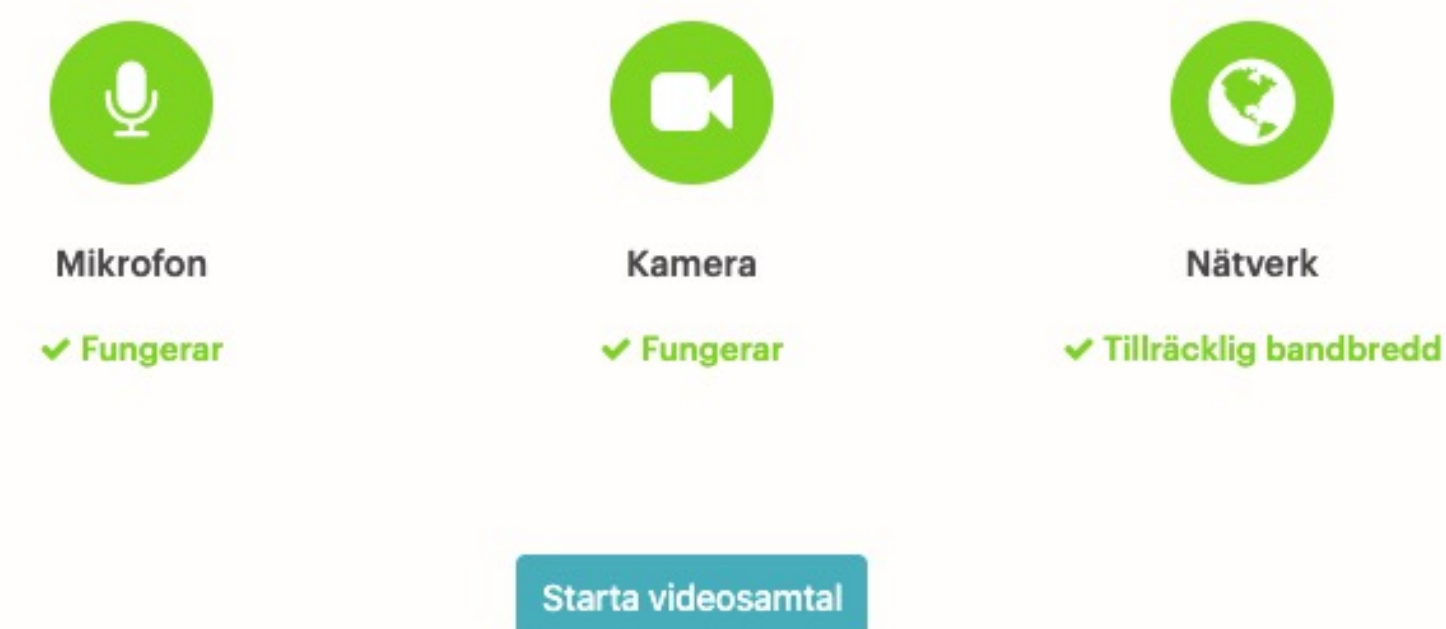 Mikrofon Kamera Nätverk
Fungerar Fungerar Tillräcklig bandbredd
Starta videosamtal